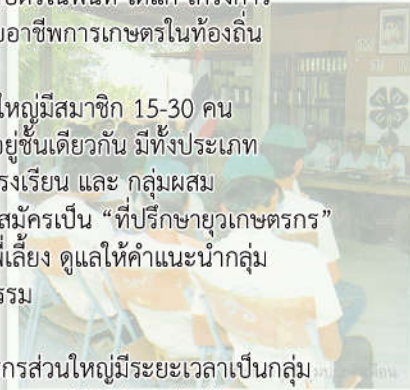 อาชีพการเกษตรในท้องถิ่น
ใหญ่มีสมาชิก 15-30 คน
อยู่ชั้นเดียวกัน มีทั้งประเภท
รงเรียน และ กลุ่มผสม
สมัครเป็น “ที่ปรึกษายุวเกษตรกร”
ี่เลี้ยง ดูแลให้คำแนะนำกลุ่ม
รรม
กรส่วนใหญ่มีระยะเวลาเป็นกลุ่ม